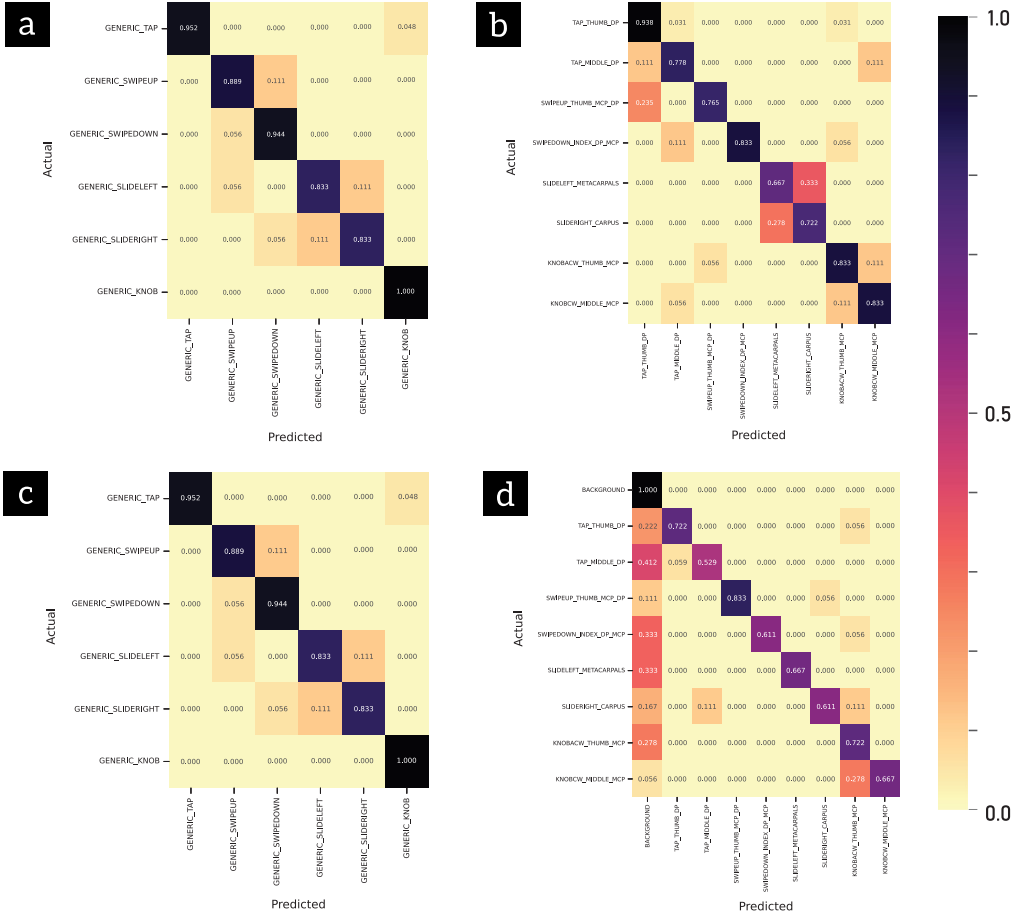 a
Actual
GENERIC_TAP 0.952 0.000 0.000 0.000 0.000 0.048
GENERIC_SWIPEUP 0.000 0.889 0.111 0.000 0.000 0.000
GENERIC_SWIPEDOWN 0.000 0.056 0.944 0.000 0.000 0.000
GENERIC_SLIDELEFT 0.000 0.056 0.000 0.833 0.111 0.000
GENERIC_SLIDERIGHT 0.000 0.000 0.056 0.111 0.833 0.000
GENERIC_KNOB 0.000 0.000 0.000 0.000 0.000 1.000
GENERIC_TAP GENERIC_SWIPEUP GENERIC_SWIPEDOWN GENERIC_SLIDELEFT GENERIC_SLIDERIGHT GENERIC_KNOB
Predicted
b
Actual
TAP_THUMB_DP 0.938 0.031 0.000 0.000 0.000 0.000 0.031 0.000
TAP_MIDDLE_DP 0.111 0.778 0.000 0.000 0.000 0.000 0.000 0.111
SWIPEUP_THUMB_MCP_DP 0.235 0.000 0.765 0.000 0.000 0.000 0.000 0.000
SWIPEDOWN_INDEX_DP_MCP 0.000 0.111 0.000 0.833 0.000 0.000 0.056 0.000
SLIDELEFT_METACARPALS 0.000 0.000 0.000 0.000 0.667 0.333 0.000 0.000
SLIDERIGHT_CARPUS 0.000 0.000 0.000 0.000 0.278 0.722 0.000 0.000
KNOBACW_THUMB_MCP 0.000 0.000 0.056 0.000 0.000 0.000 0.833 0.111
KNOBCW_MIDDLE_MCP 0.000 0.056 0.000 0.000 0.000 0.000 0.111 0.833
TAP_THUMB_DP TAP_MIDDLE_DP SWIPEUP_THUMB_MCP_DP SWIPEDOWN_INDEX_DP_MCP SLIDELEFT_METACARPALS SLIDERIGHT_CARPUS KNOBACW_THUMB_MCP KNOBCW_MIDDLE_MCP
Predicted
1.0
0.5
0.0
c
Actual
GENERIC_TAP 0.952 0.000 0.000 0.000 0.000 0.048
GENERIC_SWIPEUP 0.000 0.889 0.111 0.000 0.000 0.000
GENERIC_SWIPEDOWN 0.000 0.056 0.944 0.000 0.000 0.000
GENERIC_SLIDELEFT 0.000 0.056 0.000 0.833 0.111 0.000
GENERIC_SLIDERIGHT 0.000 0.000 0.056 0.111 0.833 0.000
GENERIC_KNOB 0.000 0.000 0.000 0.000 0.000 1.000
GENERIC_TAP GENERIC_SWIPEUP GENERIC_SWIPEDOWN GENERIC_SLIDELEFT GENERIC_SLIDERIGHT GENERIC_KNOB
Predicted
d
Actual
BACKGROUND 1.000 0.000 0.000 0.000 0.000 0.000 0.000 0.000 0.000
TAP_THUMB_DP 0.222 0.722 0.000 0.000 0.000 0.000 0.000 0.056 0.000
TAP_MIDDLE_DP 0.412 0.059 0.529 0.000 0.000 0.000 0.000 0.000 0.000
SWIPEUP_THUMB_MCP_DP 0.111 0.000 0.000 0.833 0.000 0.000 0.056 0.000 0.000
SWIPEDOWN_INDEX_DP_MCP 0.333 0.000 0.000 0.000 0.611 0.000 0.000 0.056 0.000
SLIDELEFT_METACARPALS 0.333 0.000 0.000 0.000 0.000 0.667 0.000 0.000 0.000
SLIDERIGHT_CARPUS 0.167 0.000 0.111 0.000 0.000 0.000 0.611 0.111 0.000
KNOBACW_THUMB_MCP 0.278 0.000 0.000 0.000 0.000 0.000 0.000 0.722 0.000
KNOBCW_MIDDLE_MCP 0.056 0.000 0.000 0.000 0.000 0.000 0.000 0.278 0.667
BACKGROUND TAP_THUMB_DP TAP_MIDDLE_DP SWIPEUP_THUMB_MCP_DP SWIPEDOWN_INDEX_DP_MCP SLIDELEFT_METACARPALS SLIDERIGHT_CARPUS KNOBACW_THUMB_MCP KNOBCW_MIDDLE_MCP
Predicted